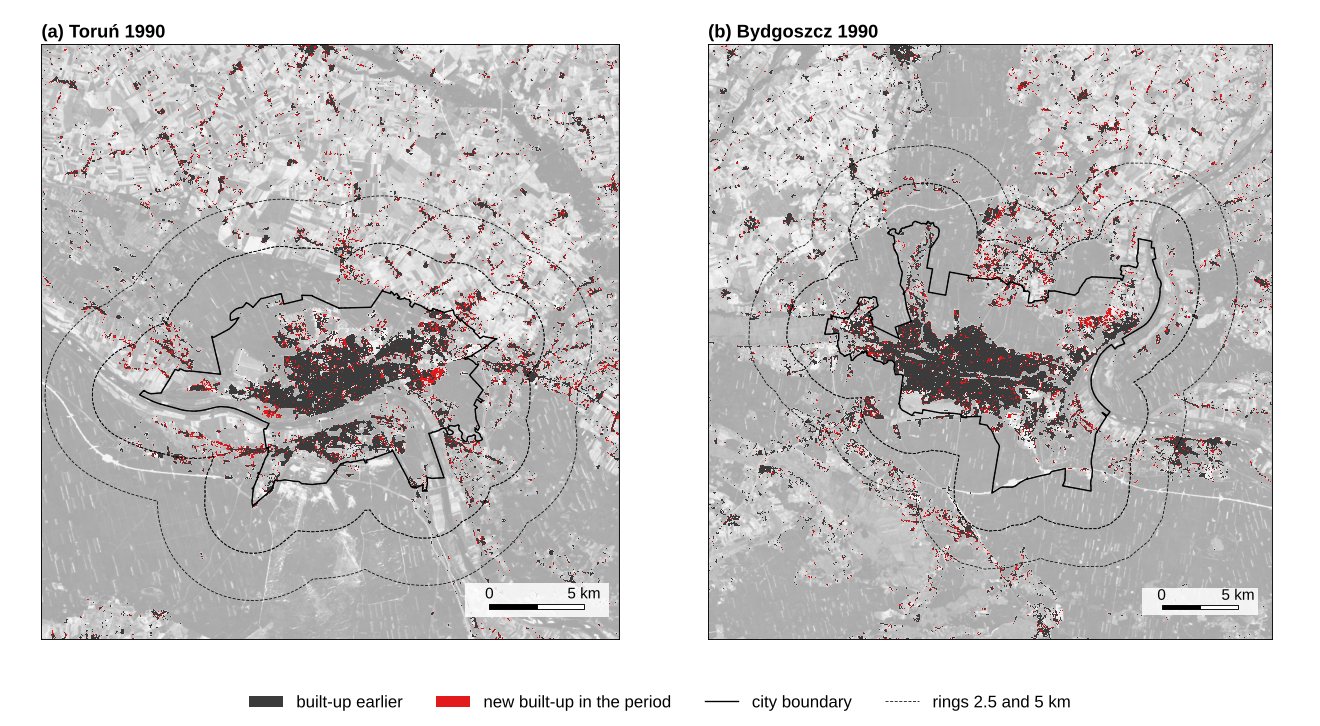 (a) Toruń 1990
(b) Bydgoszcz 1990
0 5 km
0 5 km
built-up earlier
new built-up in the period
city boundary
rings 2.5 and 5 km